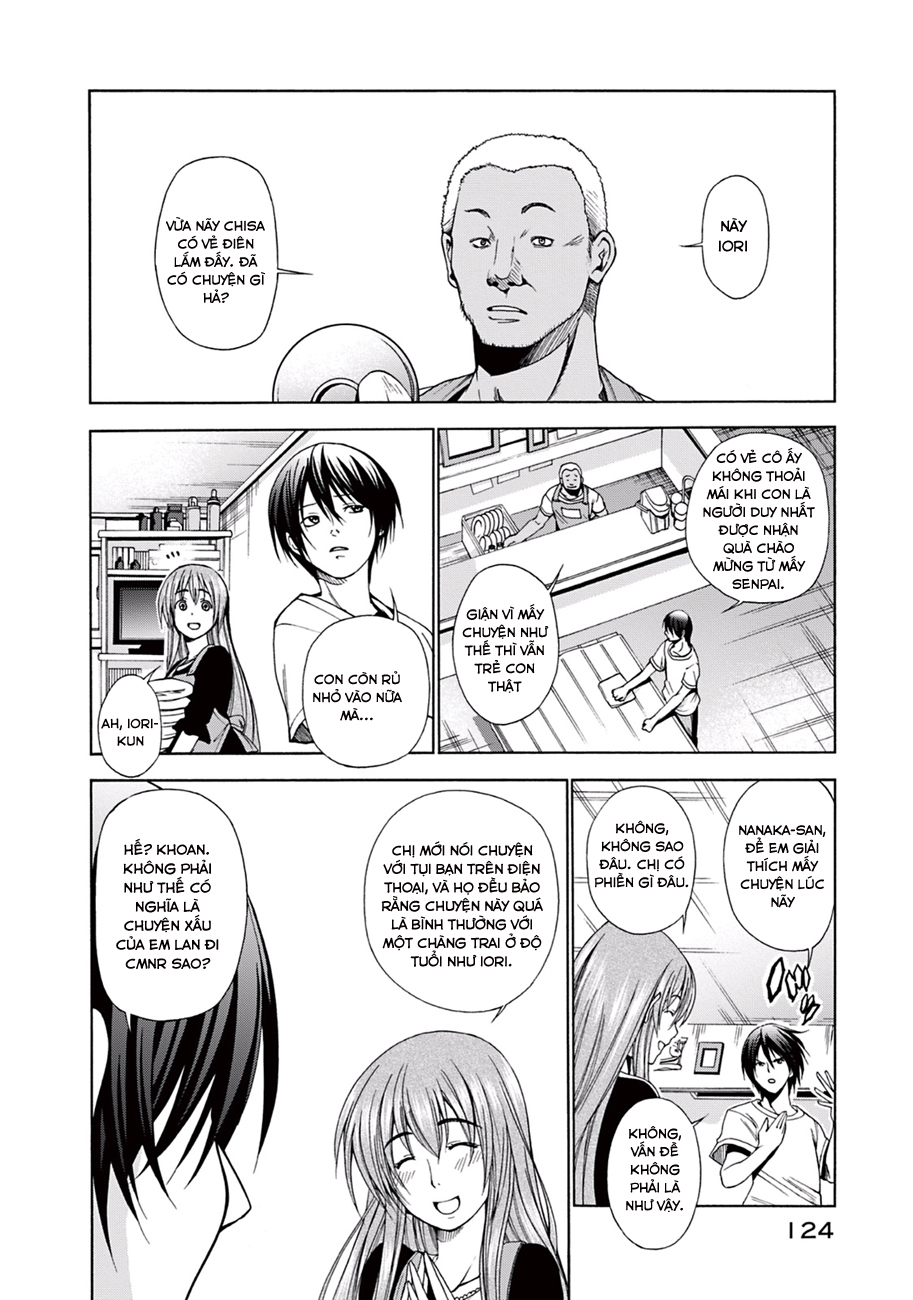 NÀY
IORI
VỪA NÃY CHISA
CÓ VẺ ĐIÊN
LẮM ĐẤY. ĐÃ
CÓ CHUYỆN GÌ
HẢ?
CÓ VẺ CÔ ẤY
KHÔNG THOẢI
MÁI KHI CON LÀ
NGƯỜI DUY NHẤT
ĐƯỢC NHẬN
QUÀ CHÀO
MỪNG TỪ MẤY
SENPAI.
GIẬN VÌ MẤY
CHUYỆN NHƯ
THẾ THÌ VẪN
TRẺ CON
THẬT
CON CÒN RỦ
NHỎ VÀO NỮA
MÀ...
AH, IORI-
KUN
NANAKA-SAN,
ĐỂ EM GIẢI
THÍCH MẤY
CHUYỆN LÚC
NÃY
KHÔNG,
KHÔNG SAO
ĐÂU. CHỊ CÓ
PHIỀN GÌ ĐÂU.
KHÔNG,
VẤN ĐỀ
KHÔNG
PHẢI LÀ
NHƯ VẬY.
CHỊ MỚI NÓI CHUYỆN
VỚI TỤI BẠN TRÊN ĐIỆN
THOẠI, VÀ HỌ ĐỀU BẢO
RẰNG CHUYỆN NÀY QUÁ
LÀ BÌNH THƯỜNG VỚI
MỘT CHÀNG TRAI Ở ĐỘ
TUỔI NHƯ IORI.
HẾ? KHOAN.
KHÔNG PHẢI
NHƯ THẾ CÓ
NGHĨA LÀ
CHUYỆN XẤU
CỦA EM LAN ĐI
CMNR SAO?
124